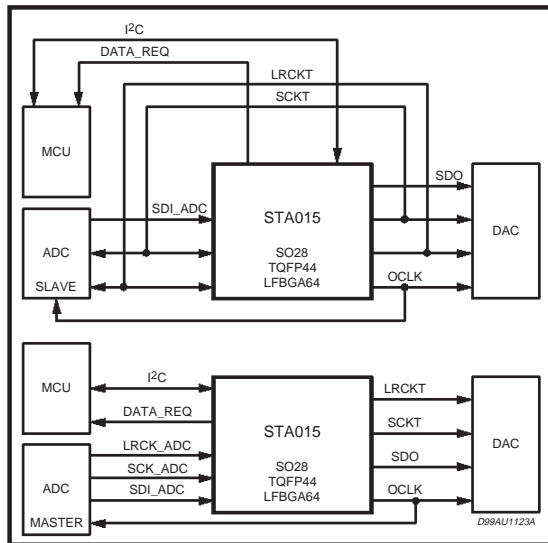 I²C
DATA_REQ
LRCKT
SCKT
MCU
SDO
SDI_ADC
STA015
DAC
ADC
SO28
TQFP44
LFBGA64
SLAVE
OCLK
MCU
I²C
LRCKT
DATA_REQ
STA015
SCKT
DAC
LRCK_ADC
SCK_ADC
SO28
SDO
TQFP44
ADC
SDI_ADC
LFBGA64
OCLK
MASTER
D99AU1123A